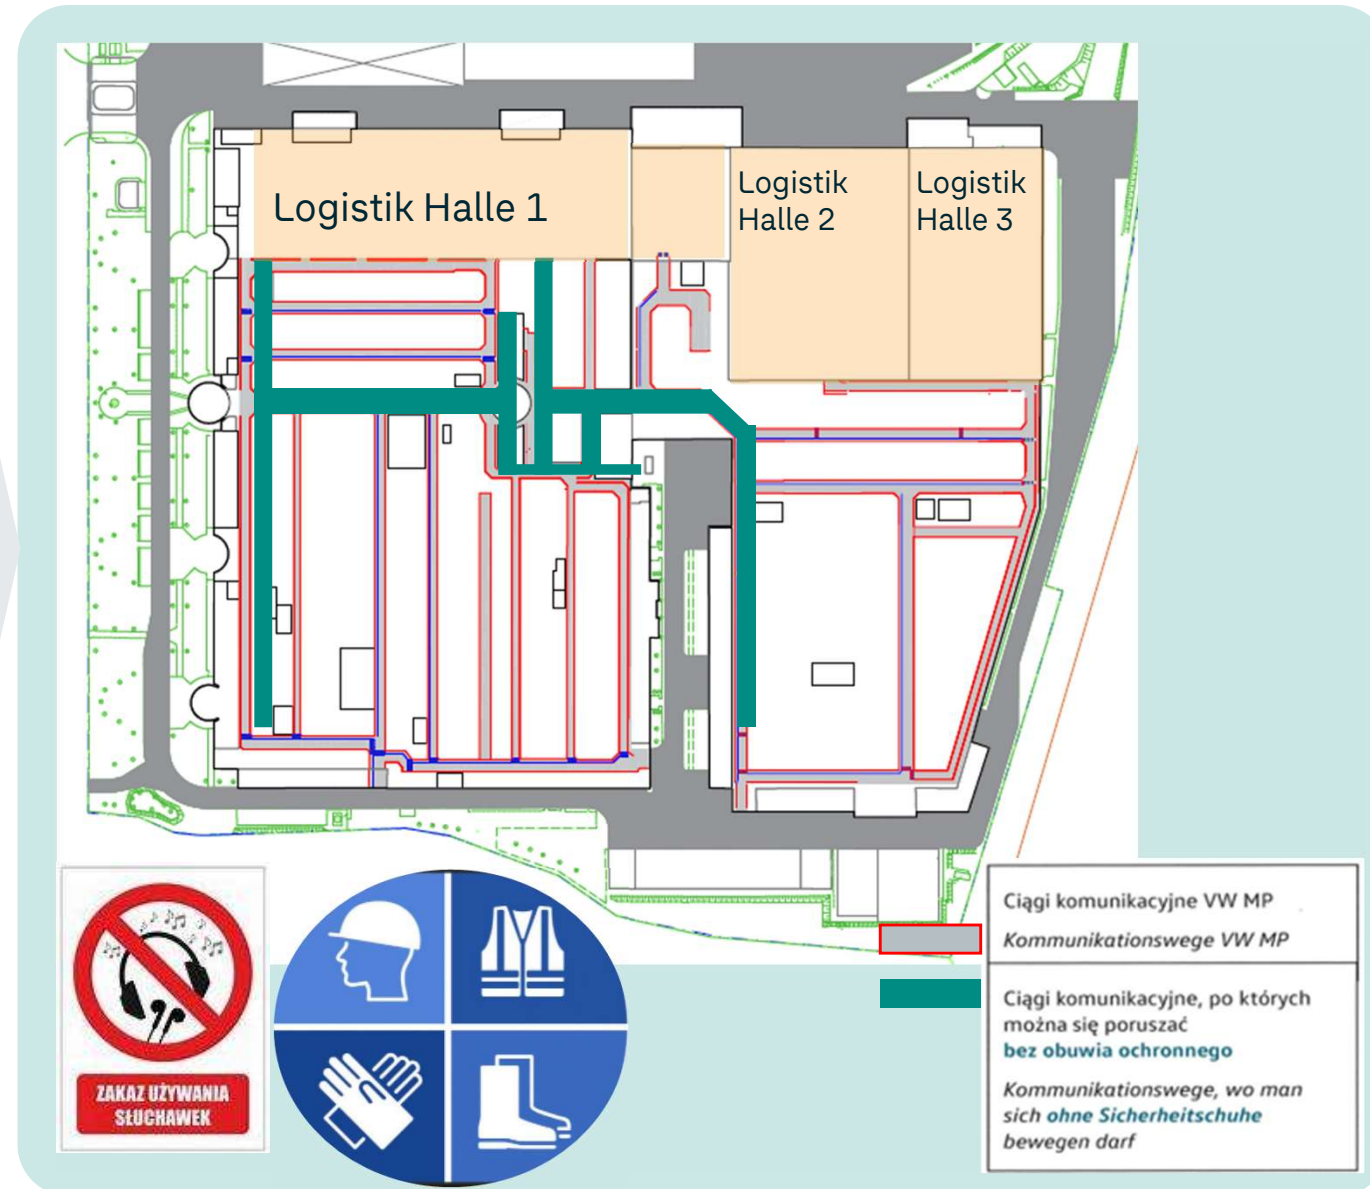 Logistik Halle 1
Logistik
Halle 2
Logistik
Halle 3
ZAKAZ UŻYWANIA
SŁUCHAWEK
Ciągi komunikacyjne VW MP
Kommunikationswege VW MP
Ciągi komunikacyjne, po których
można się poruszać
bez obuwia ochronnego
Kommunikationswege, wo man
sich ohne Sicherheitschuhe
bewegen darf